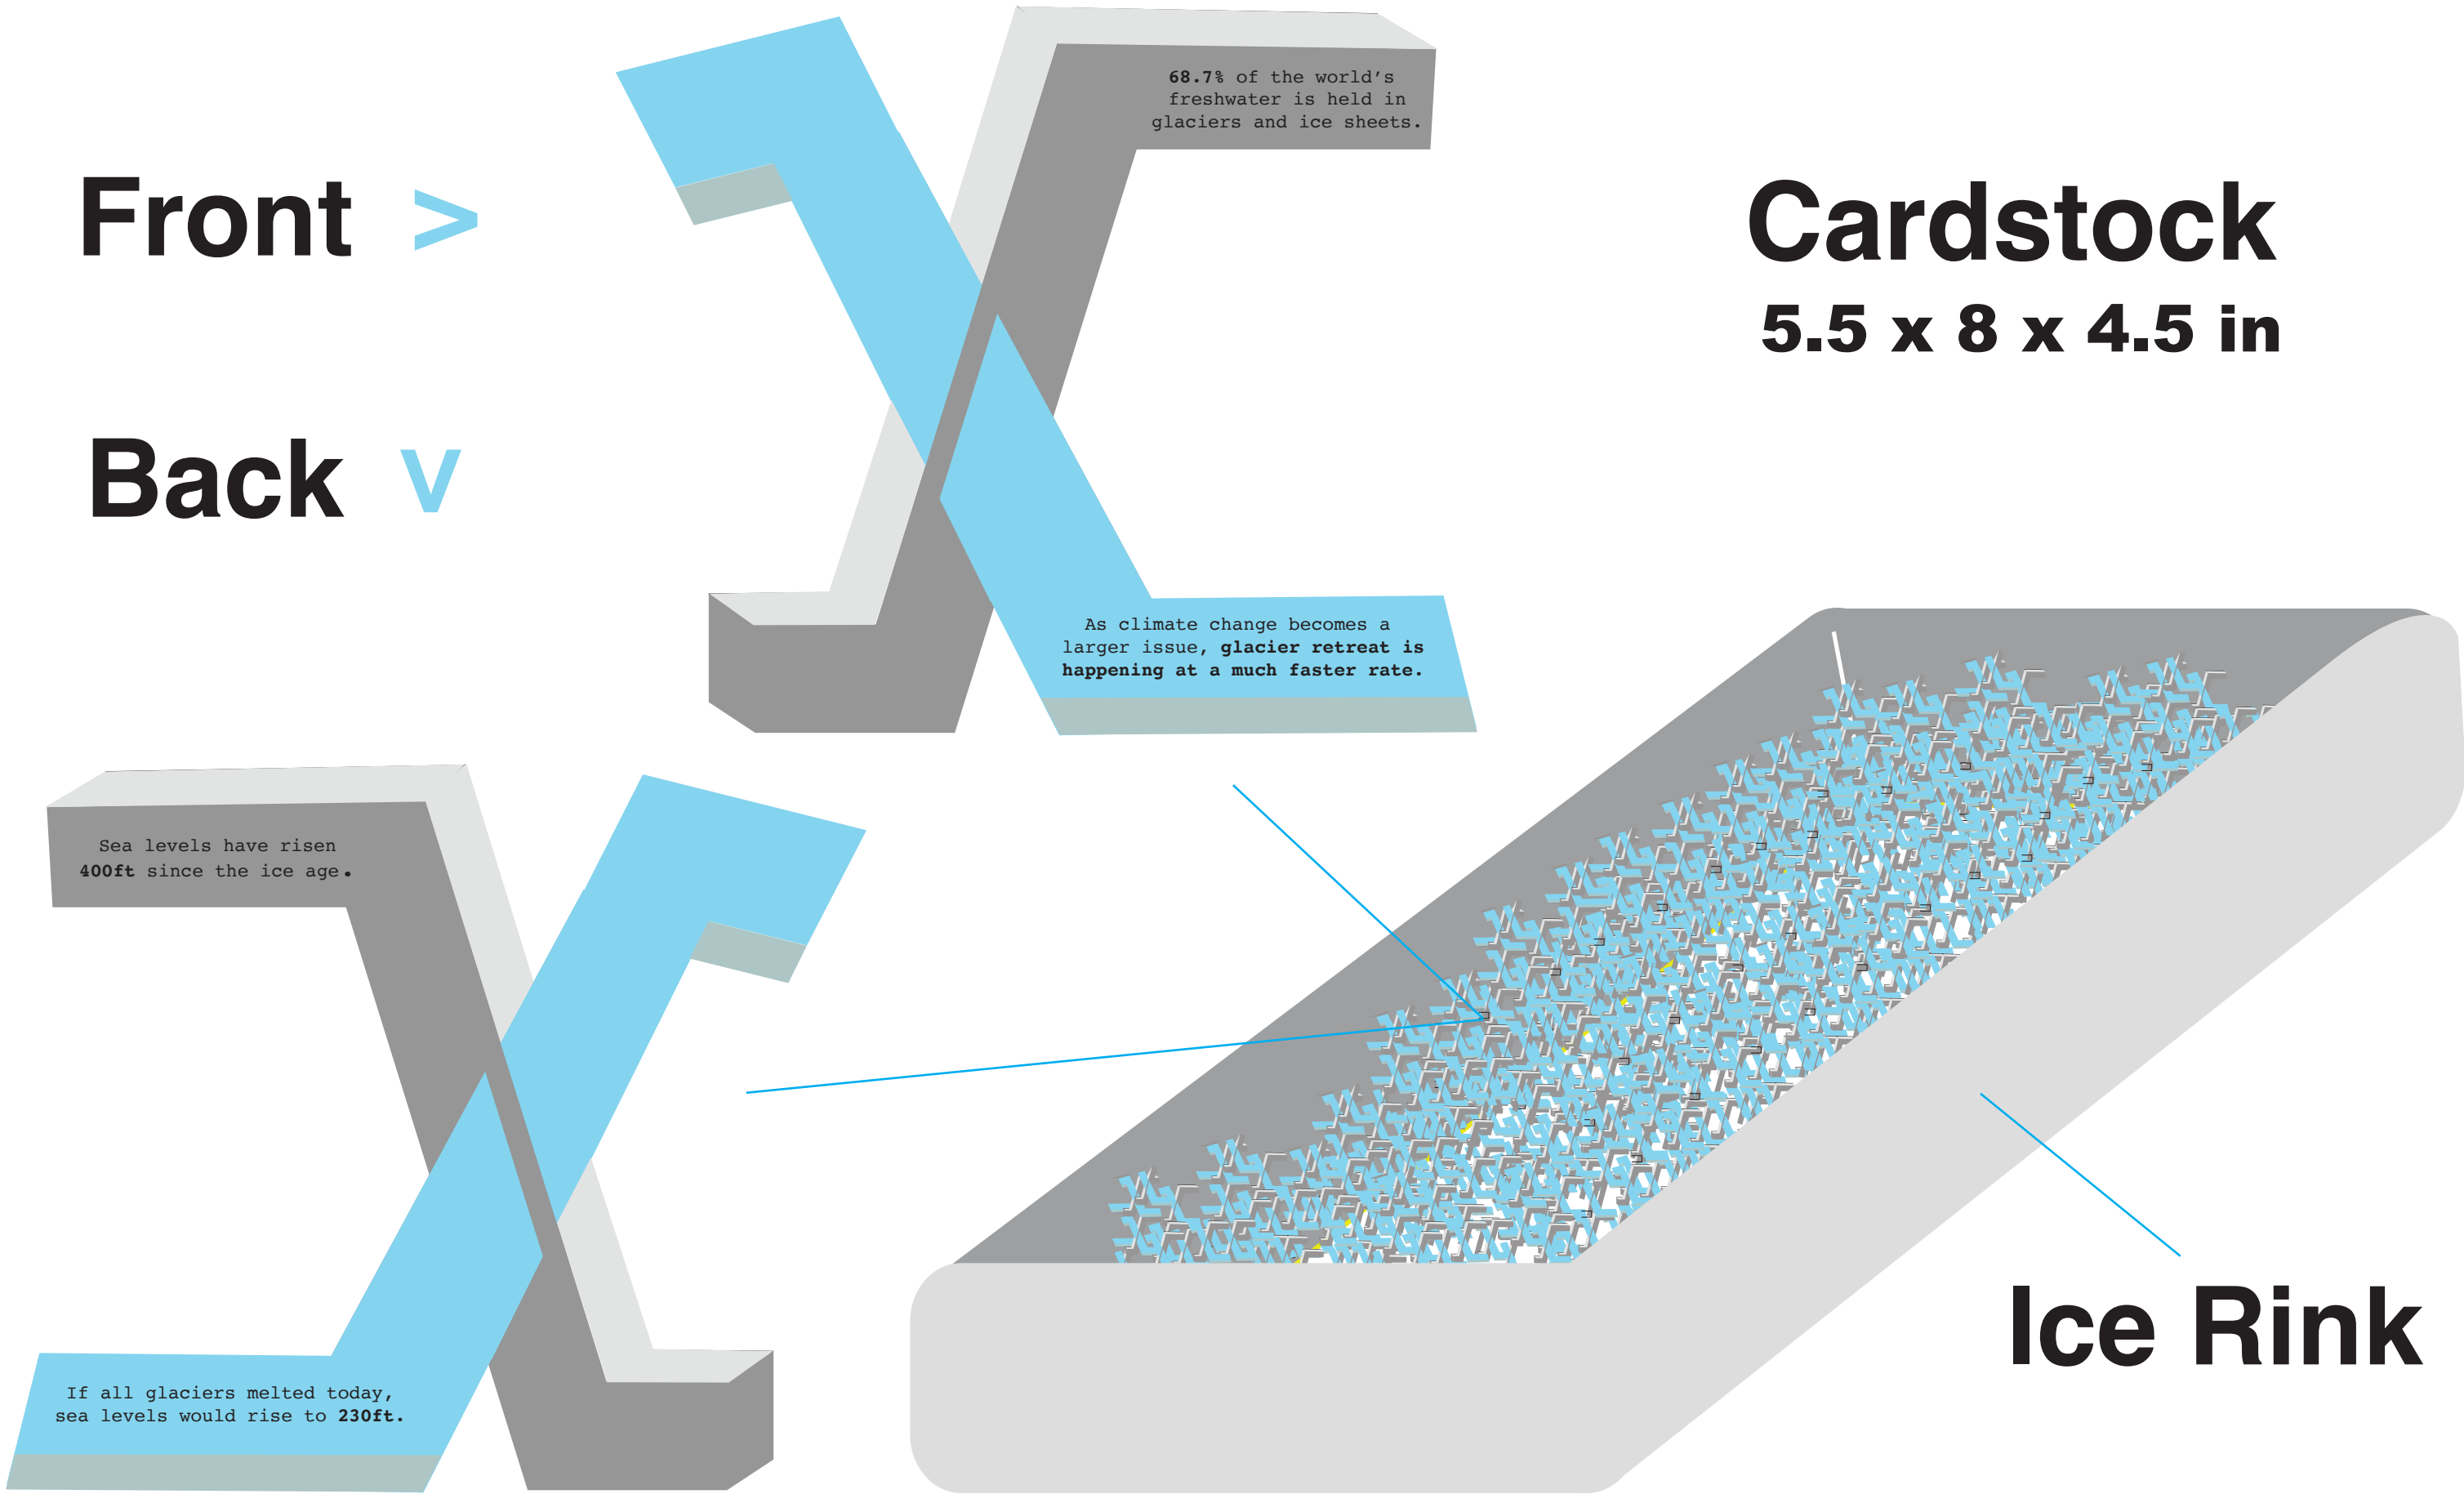 68.7% of the world's
freshwater is held in
glaciers and ice sheets.
Front >
Cardstock
5.5 x 8 x 4.5 in
Back v
As climate change becomes a
larger issue, glacier retreat is
happening at a much faster rate.
Sea levels have risen
400ft since the ice age.
Ice Rink
If all glaciers melted today,
sea levels would rise to 230ft.